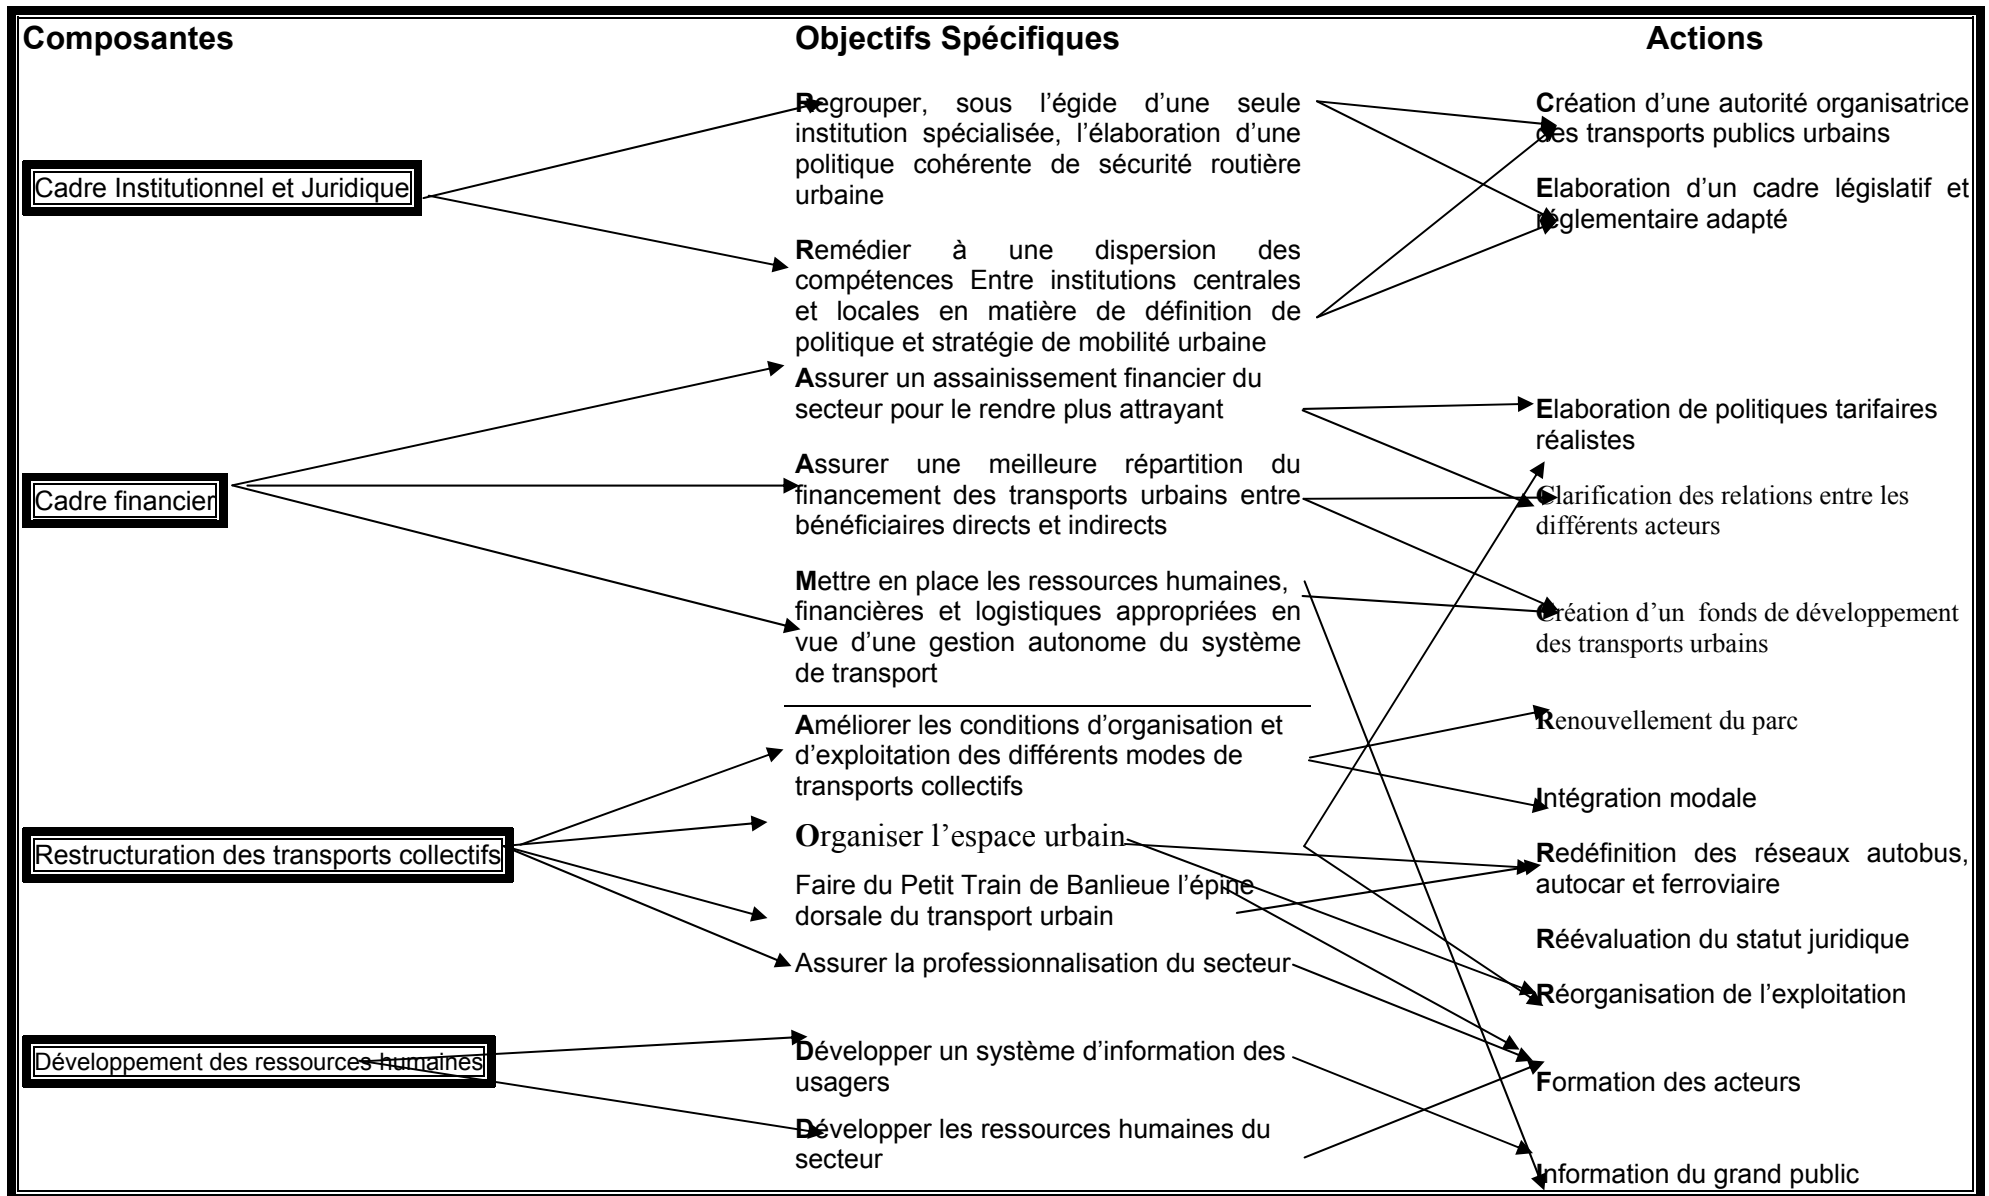 Composantes
Objectifs Spécifiques
Actions
Cadre Institutionnel et Juridique
Cadre financier
Restructuration des transports collectifs
Développement des ressources humaines
Regrouper, sous l’égide d’une seule
institution spécialisée, l’élaboration d’une
politique cohérente de sécurité routière
urbaine
Remédier à une dispersion des
compétences Entre institutions centrales
et locales en matière de définition de
politique et stratégie de mobilité urbaine
Assurer un assainissement financier du
secteur pour le rendre plus attrayant
Assurer une meilleure répartition du
financement des transports urbains entre
bénéficiaires directs et indirects
Mettre en place les ressources humaines,
financières et logistiques appropriées en
vue d’une gestion autonome du système
de transport
Améliorer les conditions d’organisation et
d’exploitation des différents modes de
transports collectifs
Organiser l’espace urbain
Faire du Petit Train de Banlieue l’épine
dorsale du transport urbain
Assurer la professionnalisation du secteur
Développer un système d’information des
usagers
Développer les ressources humaines du
secteur
Création d’une autorité organisatrice
des transports publics urbains
Elaboration d’un cadre législatif et
réglementaire adapté
Elaboration de politiques tarifaires
réalistes
Clarification des relations entre les
différents acteurs
Création d’un fonds de développement
des transports urbains
Renouvellement du parc
Intégration modale
Redéfinition des réseaux autobus,
autocar et ferroviaire
Réévaluation du statut juridique
Réorganisation de l’exploitation
Formation des acteurs
Information du grand public